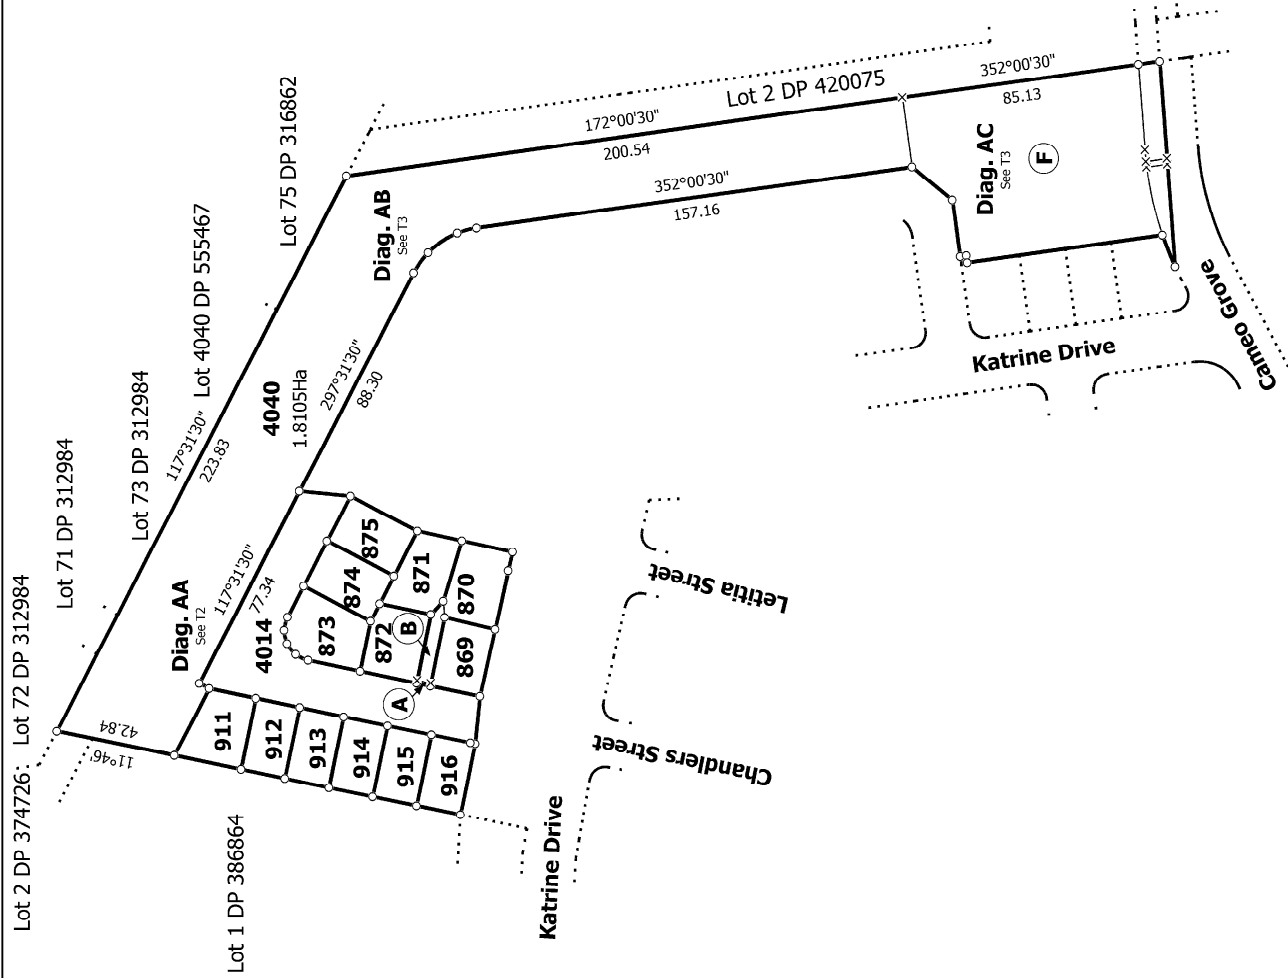 Lot 2 DP 374726
Lot 72 DP 312984
Lot 71 DP 312984
Lot 73 DP 312984
Lot 4040 DP 555467
Lot 75 DP 316862
Lot 2 DP 420075
Lot 1 DP 386864
11°46'
42.84
117°31'30"
223.83
172°00'30"
200.54
352°00'30"
85.13
352°00'30"
157.16
297°31'30"
88.30
117°31'30"
77.34
4040
1.8105Ha
4014
Diag. AA
See T2
Diag. AB
See T3
Diag. AC
See T3
F
911
912
913
914
915
916
873
874
875
872
871
870
869
A
B
Katrine Drive
Chandlers Street
Letitia Street
Katrine Drive
Cameo Grove